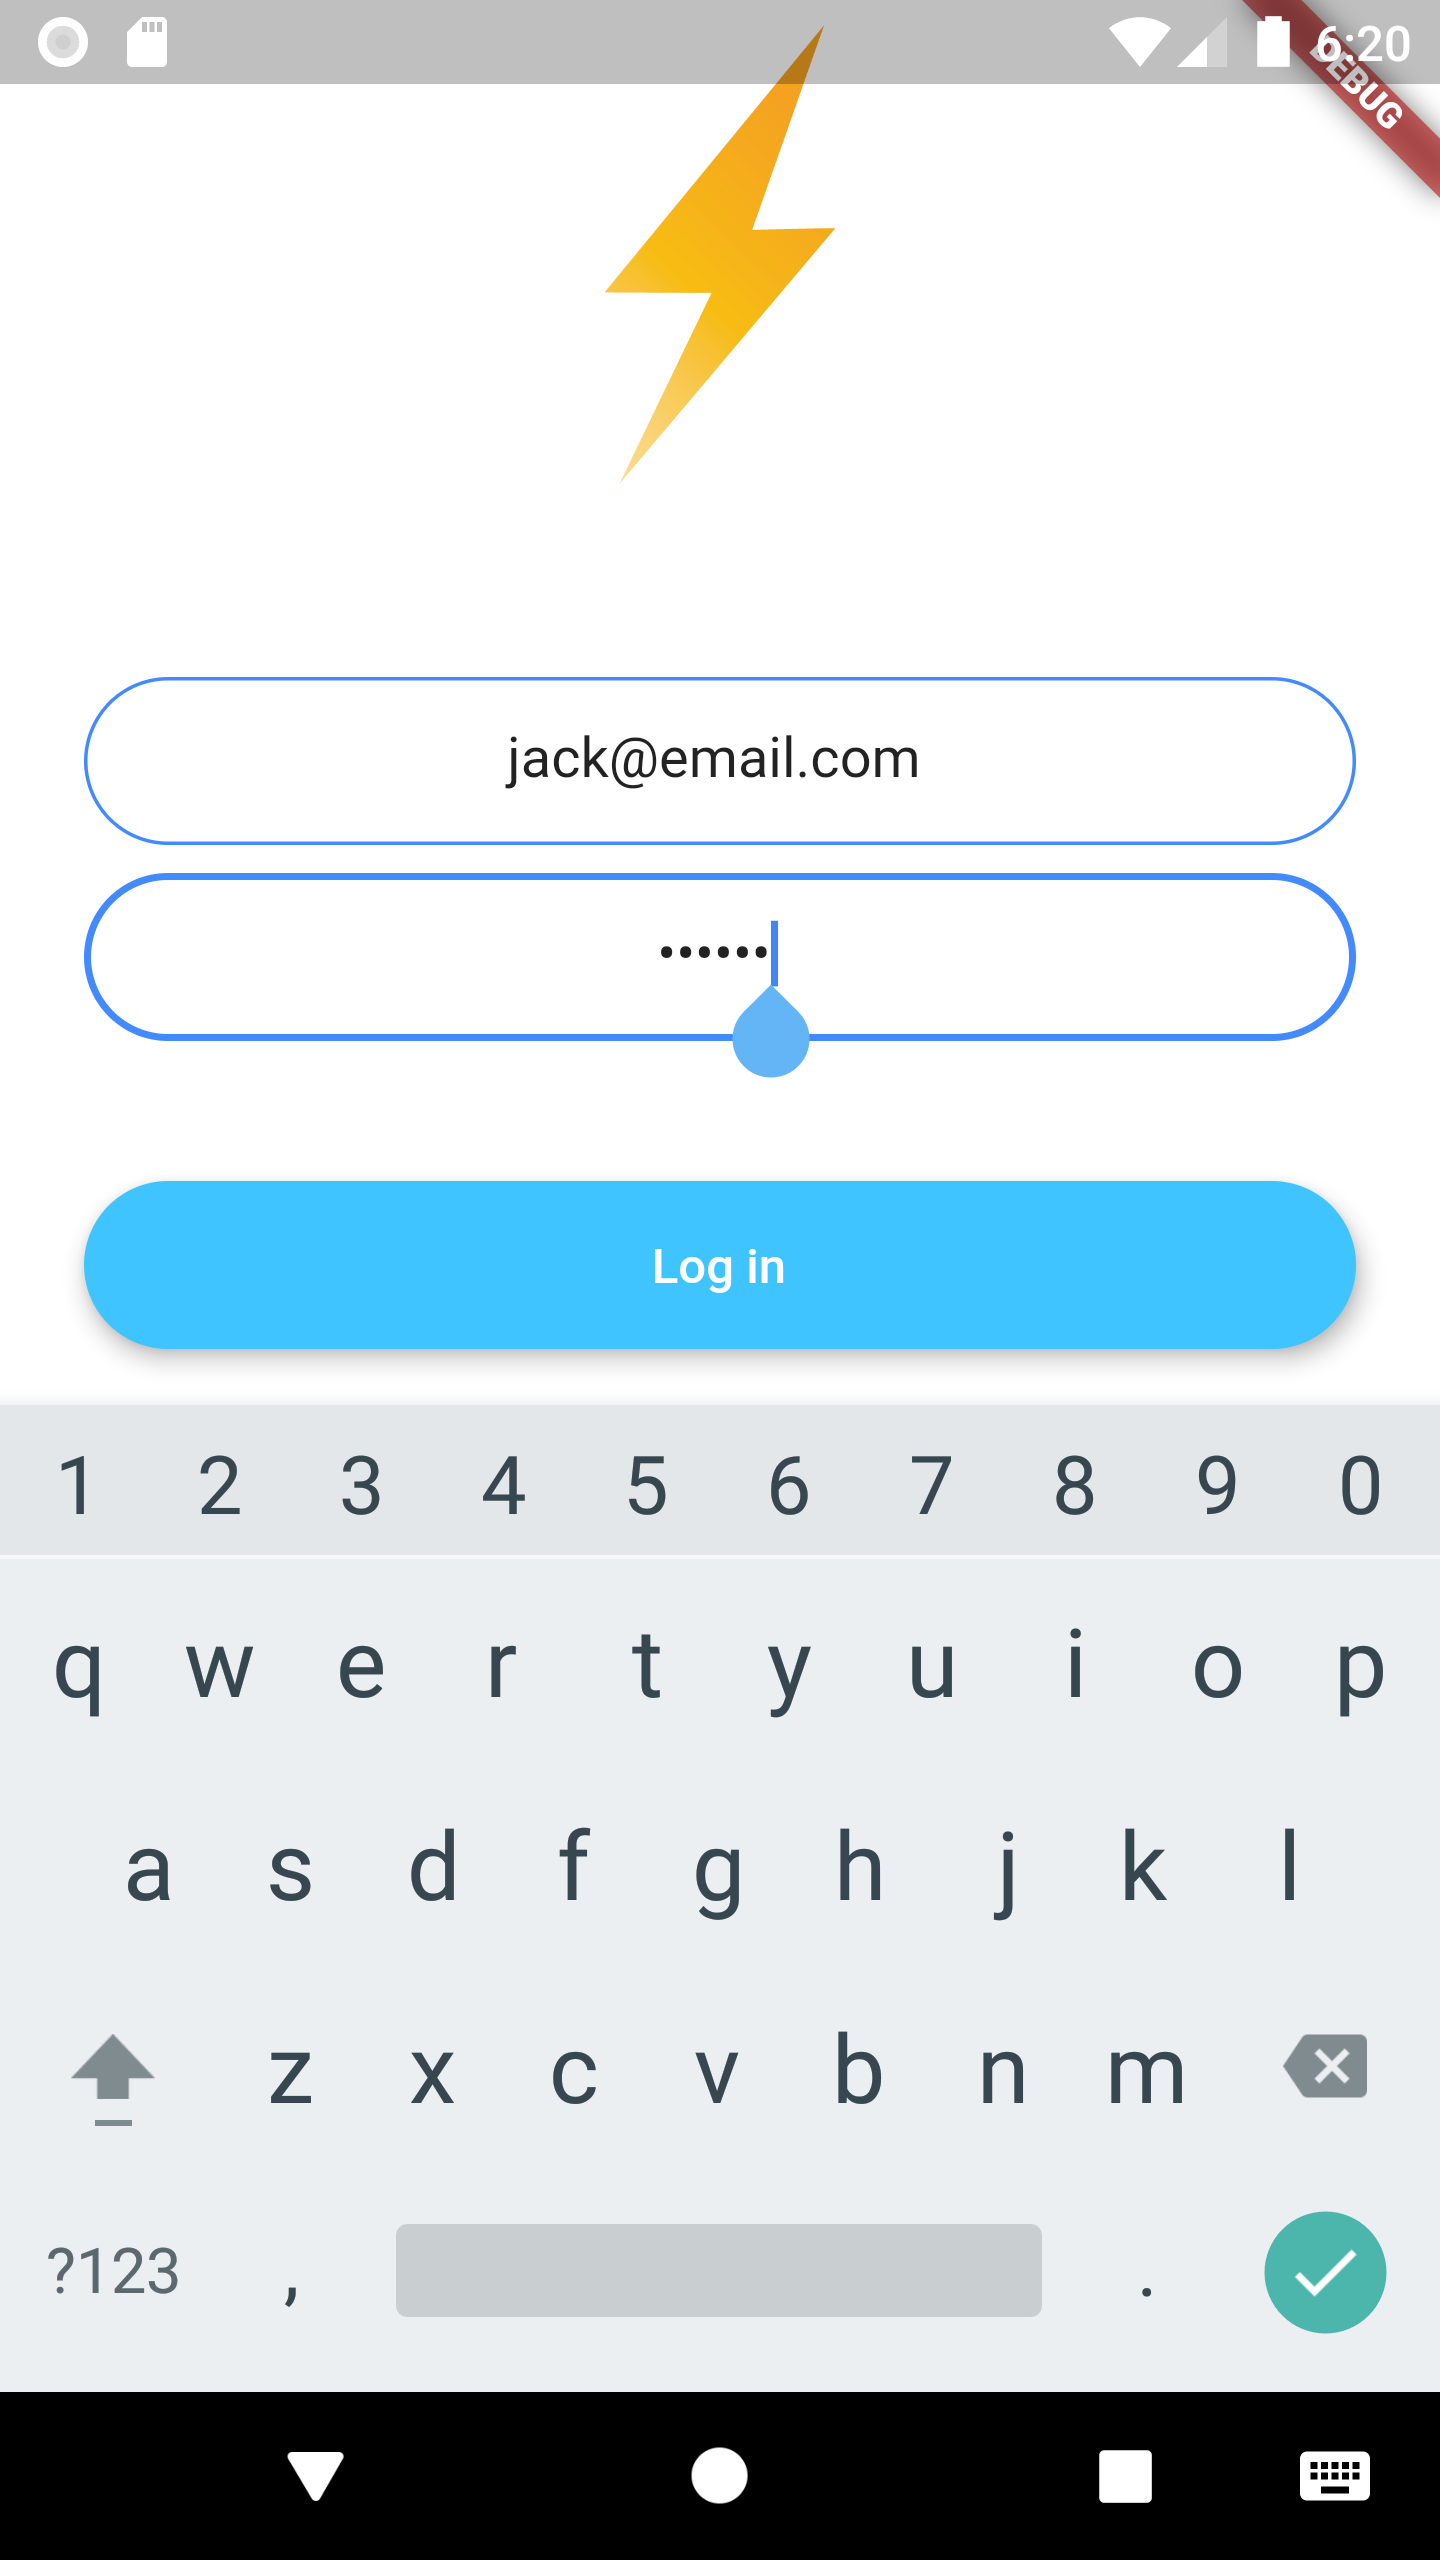 6:20
DEBUG
jack@email.com
••••••
Log in
1 2 3 4 5 6 7 8 9 0
q w e r t y u i o p
a s d f g h j k l
z x c v b n m
?123 , .